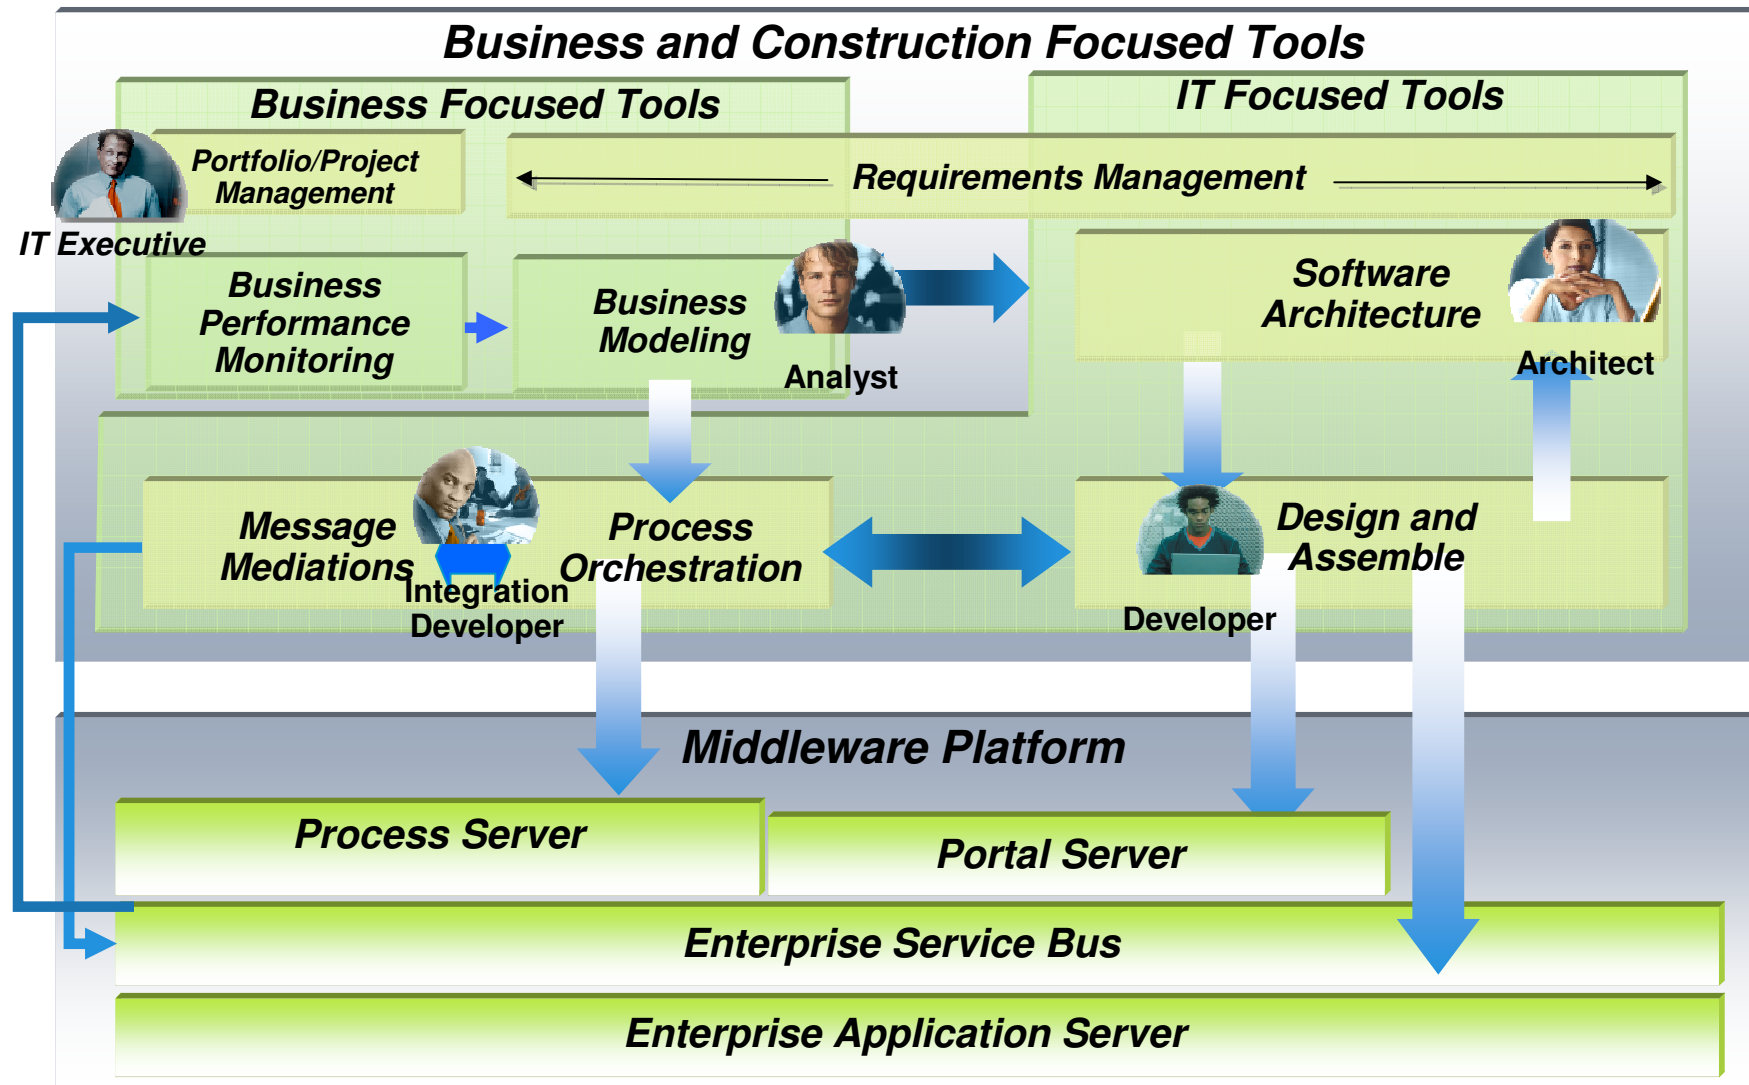 Business and Construction Focused Tools
Business Focused Tools
IT Focused Tools
Portfolio/Project
Management
Requirements Management
IT Executive
Business
Performance
Monitoring
Business
Modeling
Analyst
Software
Architecture
Architect
Message
Mediations
Integration
Developer
Process
Orchestration
Design and
Assemble
Developer
Middleware Platform
Process Server
Portal Server
Enterprise Service Bus
Enterprise Application Server